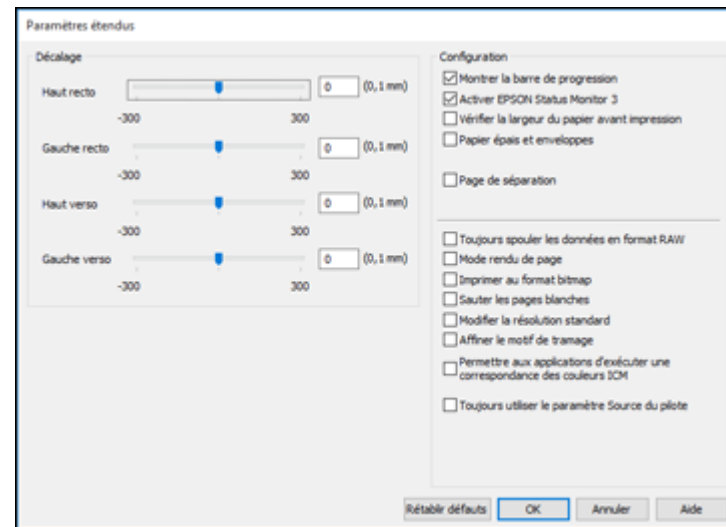 Paramètres étendus
Décalage
Haut recto
0 (0,1 mm)
-300 300
Gauche recto
0 (0,1 mm)
-300 300
Haut verso
0 (0,1 mm)
-300 300
Gauche verso
0 (0,1 mm)
-300 300
Configuration
Montrer la barre de progression
Activer EPSON Status Monitor 3
Vérifier la largeur du papier avant impression
Papier épais et enveloppes
Page de séparation
Toujours spouler les données en format RAW
Mode rendu de page
Imprimer au format bitmap
Sauter les pages blanches
Modifier la résolution standard
Affiner le motif de tramage
Permettre aux applications d'exécuter une
correspondance des couleurs ICM
Toujours utiliser le paramètre Source du pilote
Rétablir défauts OK Annuler Aide